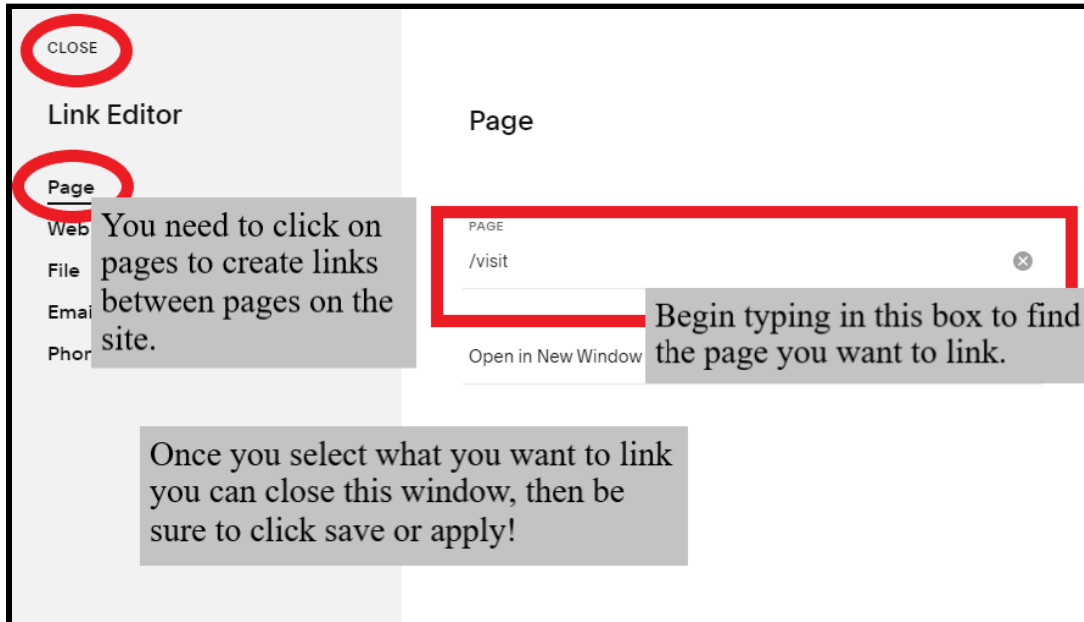 CLOSE
Link Editor
Page
Web
File
Phone
You need to click on
pages to create links
between pages on the
site.
Page
PAGE
/visit
Begin typing in this box to find
the page you want to link.
Open in New Window
Once you select what you want to link
you can close this window, then be
sure to click save or apply!